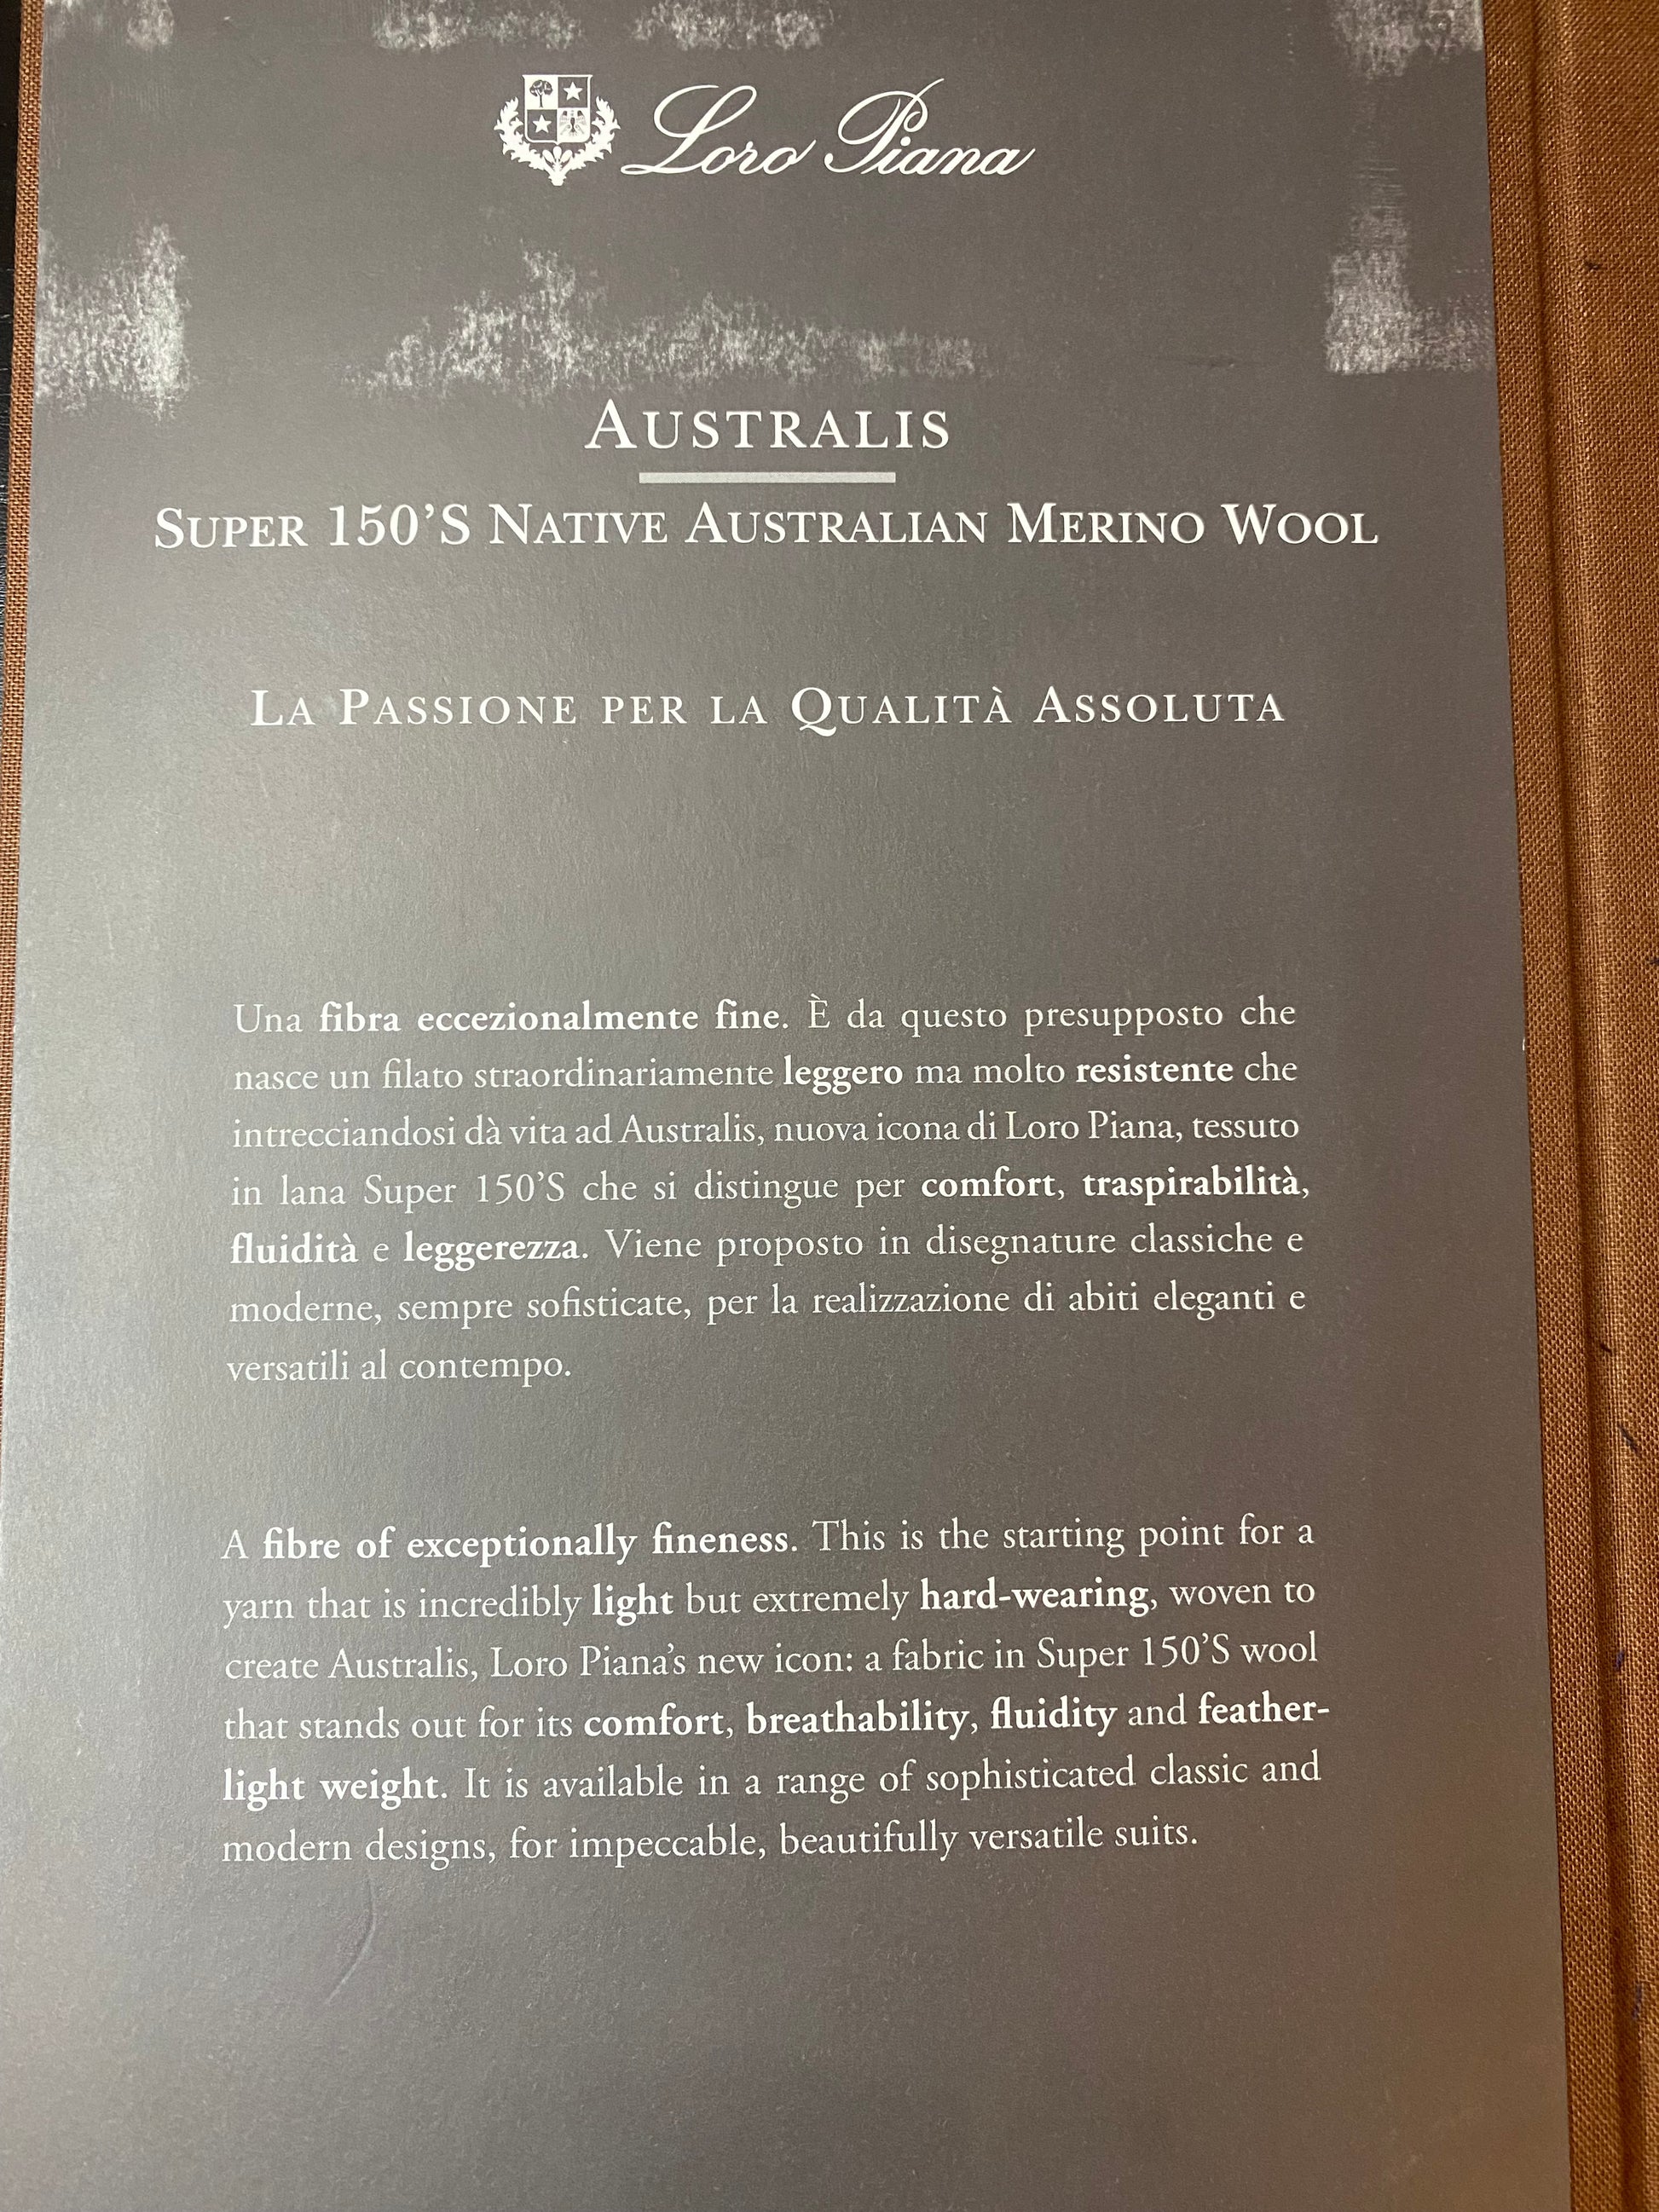 Loro Piana
AUSTRALIS
SUPER 150'S NATIVE AUSTRALIAN MERINO WOOL
LA PASSIONE PER LA QUALITÀ ASSOLUTA
Una fibra eccezionalmente fine. È da questo presupposto che
nasce un filato straordinariamente leggero ma molto resistente che
intrecciandosi dà vita ad Australis, nuova icona di Loro Piana, tessuto
in lana Super 150'S che si distingue per comfort, traspirabilità,
fluidità e leggerezza. Viene proposto in disegnature classiche e
moderne, sempre sofisticate, per la realizzazione di abiti eleganti e
versatili al contempo.
A fibre of exceptionally fineness. This is the starting point for a
yarn that is incredibly light but extremely hard-wearing, woven to
create Australis, Loro Piana's new icon: a fabric in Super 150'S wool
that stands out for its comfort, breathability, fluidity and feather-
light weight. It is available in a range of sophisticated classic and
modern designs, for impeccable, beautifully versatile suits.